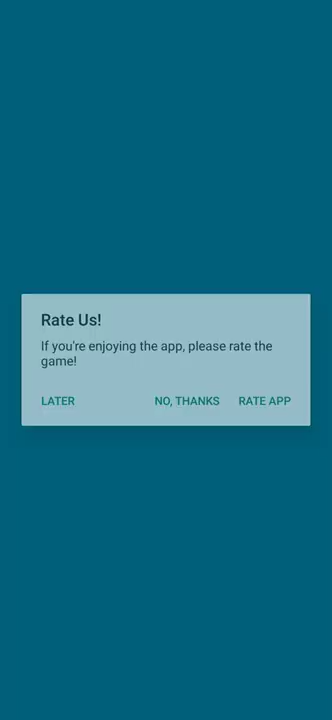 Rate Us!
If you're enjoying the app, please rate the
game!
LATER
NO, THANKS
RATE APP